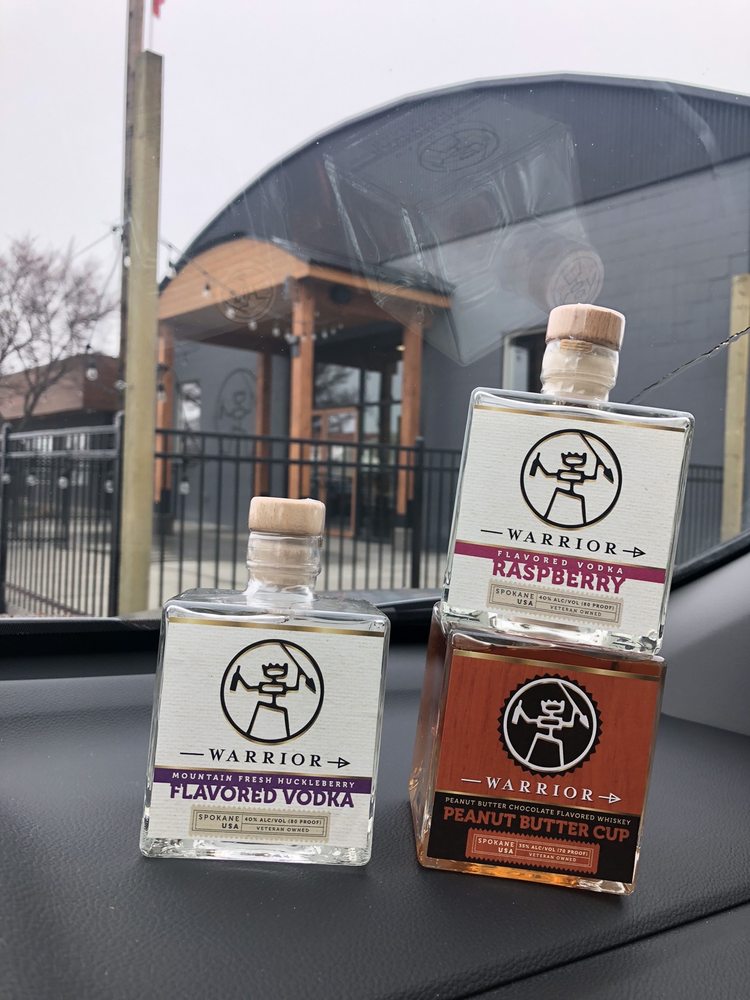 WARRIOR
MOUNTAIN FRESH HUCKLEBERRY
FLAVORED VODKA
SPOKANE
USA
40% ALC/VOL (80 PROOF)
VETERAN OWNED
WARRIOR
FLAVORED VODKA
RASPBERRY
SPOKANE
USA
40% ALC/VOL (80 PROOF)
VETERAN OWNED
WARRIOR
PEANUT BUTTER CHOCOLATE FLAVORED WHISKEY
PEANUT BUTTER CUP
SPOKANE
USA
35% ALC/VOL (70 PROOF)
VETERAN OWNED